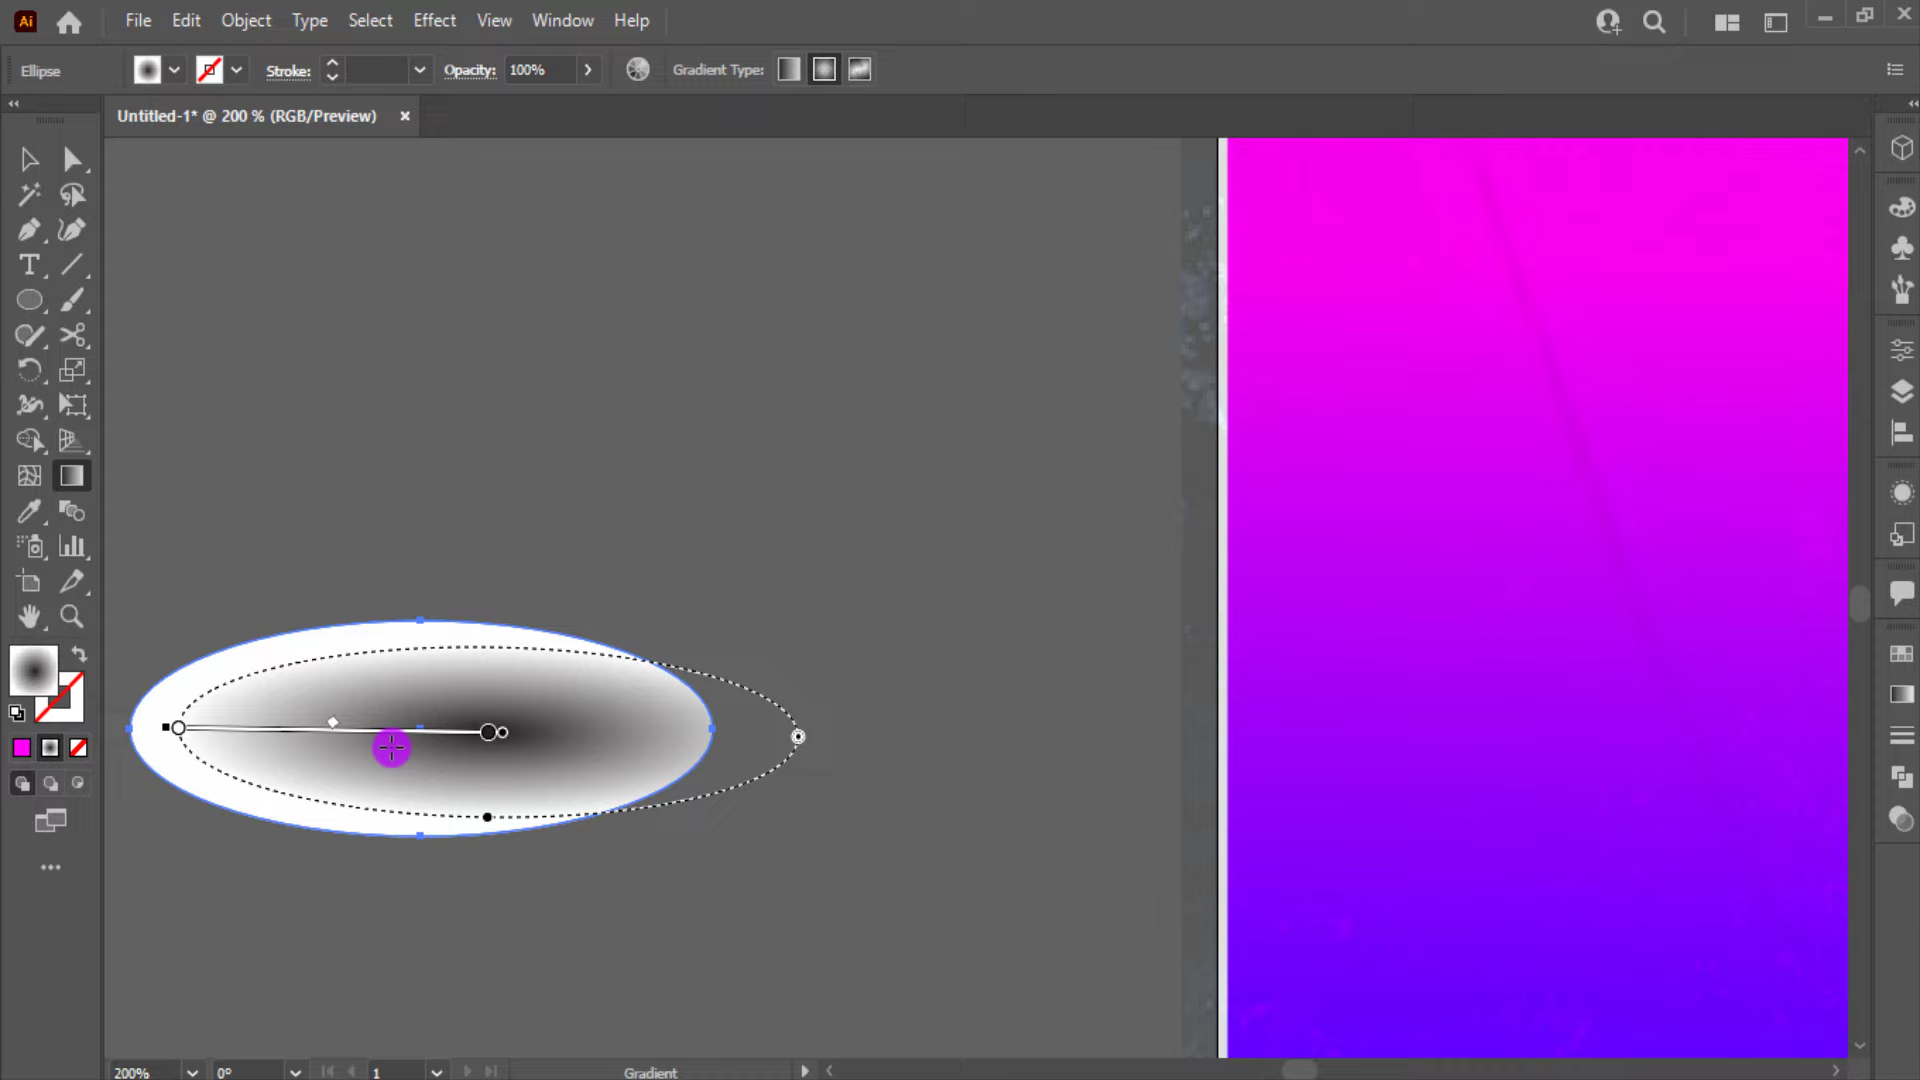 Ai File Edit Object Type Select Effect View Window Help
Ellipse Stroke: Opacity: 100% Gradient Type:
Untitled-1* @ 200 % (RGB/Preview) ×
200% 0° 1 Gradient